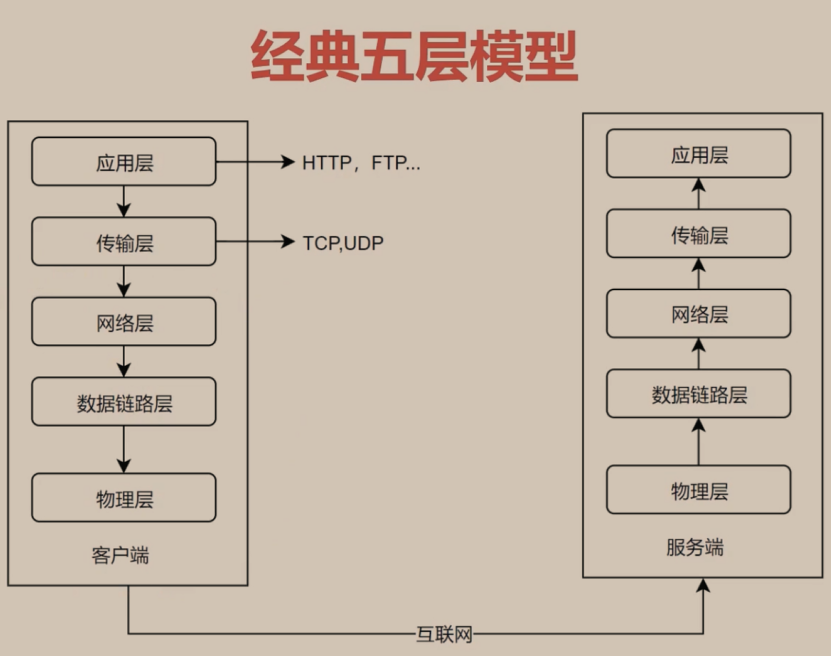 经典五层模型
应用层
HTTP，FTP...
传输层
TCP,UDP
网络层
数据链路层
物理层
客户端
应用层
传输层
网络层
数据链路层
物理层
服务端
互联网